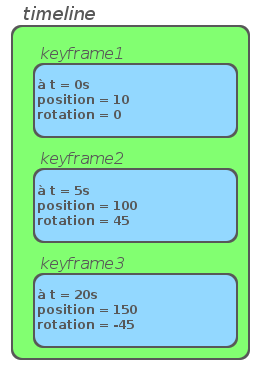 timeline
keyframe1
à t = 0s
position = 10
rotation = 0
keyframe2
à t = 5s
position = 100
rotation = 45
keyframe3
à t = 20s
position = 150
rotation = -45